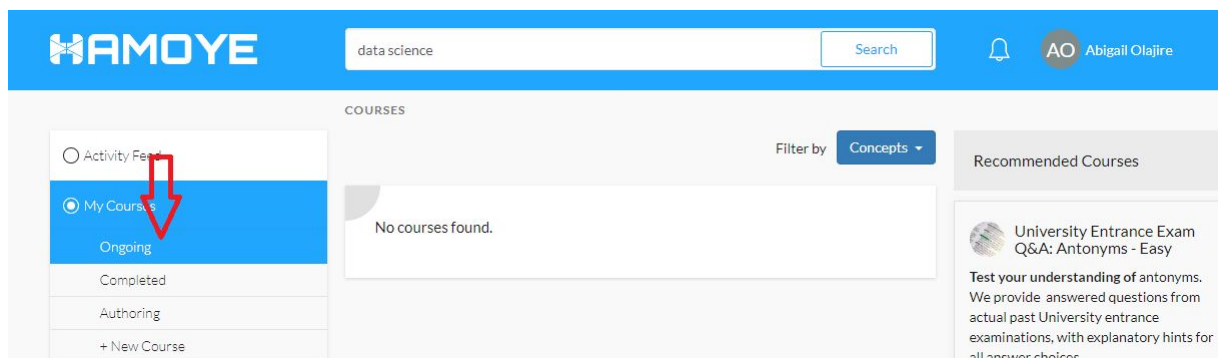 HAMOYE
data science
Search
AO
Abigail Olajire
COURSES
Activity Feed
Filter by
Concepts
Recommended Courses
My Courses
No courses found.
Ongoing
University Entrance Exam
Q&A: Antonyms - Easy
Completed
Test your understanding of antonyms.
We provide answered questions from
Authoring
actual past University entrance
examinations, with explanatory hints for
+ New Course
all answer choices